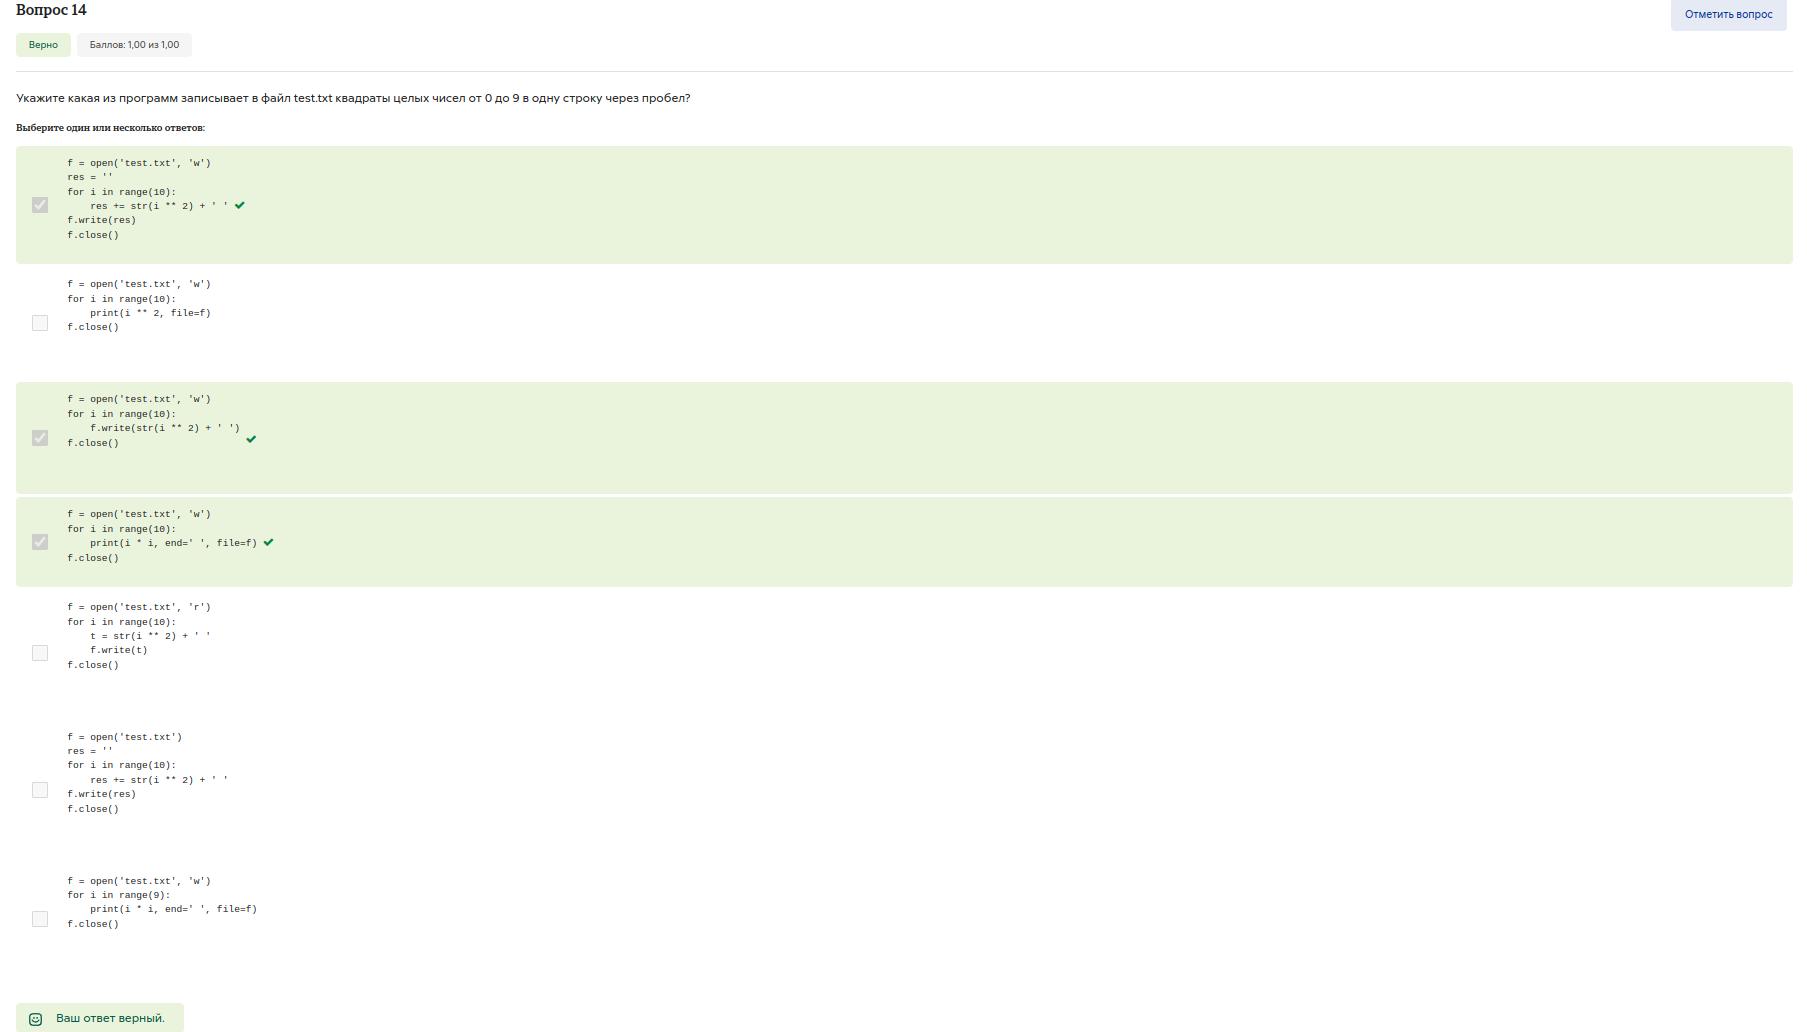 Вопрос 14
Отметить вопрос
Верно
Баллов: 1,00 из 1,00
Укажите какая из программ записывает в файл test.txt квадраты целых чисел от 0 до 9 в одну строку через пробел?
Выберите один или несколько ответов:
f = open('test.txt', 'w')
res = ''
for i in range(10):
    res += str(i ** 2) + ' '
f.write(res)
f.close()
f = open('test.txt', 'w')
for i in range(10):
    print(i ** 2, file=f)
f.close()
f = open('test.txt', 'w')
for i in range(10):
    f.write(str(i ** 2) + ' ')
f.close()
f = open('test.txt', 'w')
for i in range(10):
    print(i * i, end=' ', file=f)
f.close()
f = open('test.txt', 'r')
for i in range(10):
    t = str(i ** 2) + ' '
    f.write(t)
f.close()
f = open('test.txt')
res = ''
for i in range(10):
    res += str(i ** 2) + ' '
f.write(res)
f.close()
f = open('test.txt', 'w')
for i in range(9):
    print(i * i, end=' ', file=f)
f.close()
Ваш ответ верный.